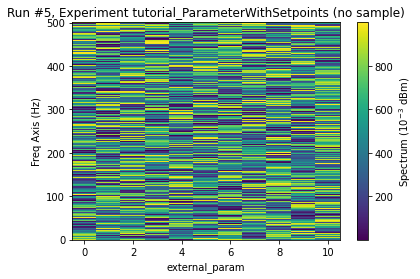 Run #5, Experiment tutorial_ParameterWithSetpoints (no sample)
500
400
300
200
100
0
Freq Axis (Hz)
0 2 4 6 8 10
external_param
800
600
400
200
Spectrum (10⁻³ dBm)